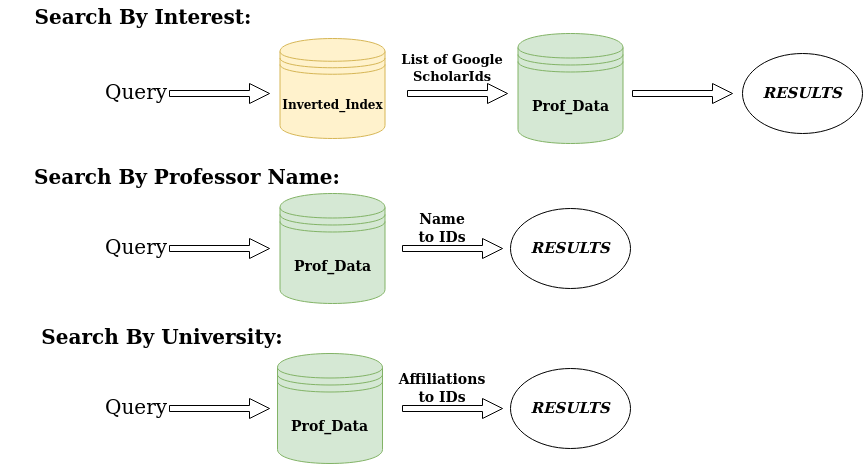 Search By Interest:
Query
Inverted_Index
List of Google
ScholarIds
Prof_Data
RESULTS
Search By Professor Name:
Query
Prof_Data
Name
to IDs
RESULTS
Search By University:
Query
Prof_Data
Affiliations
to IDs
RESULTS